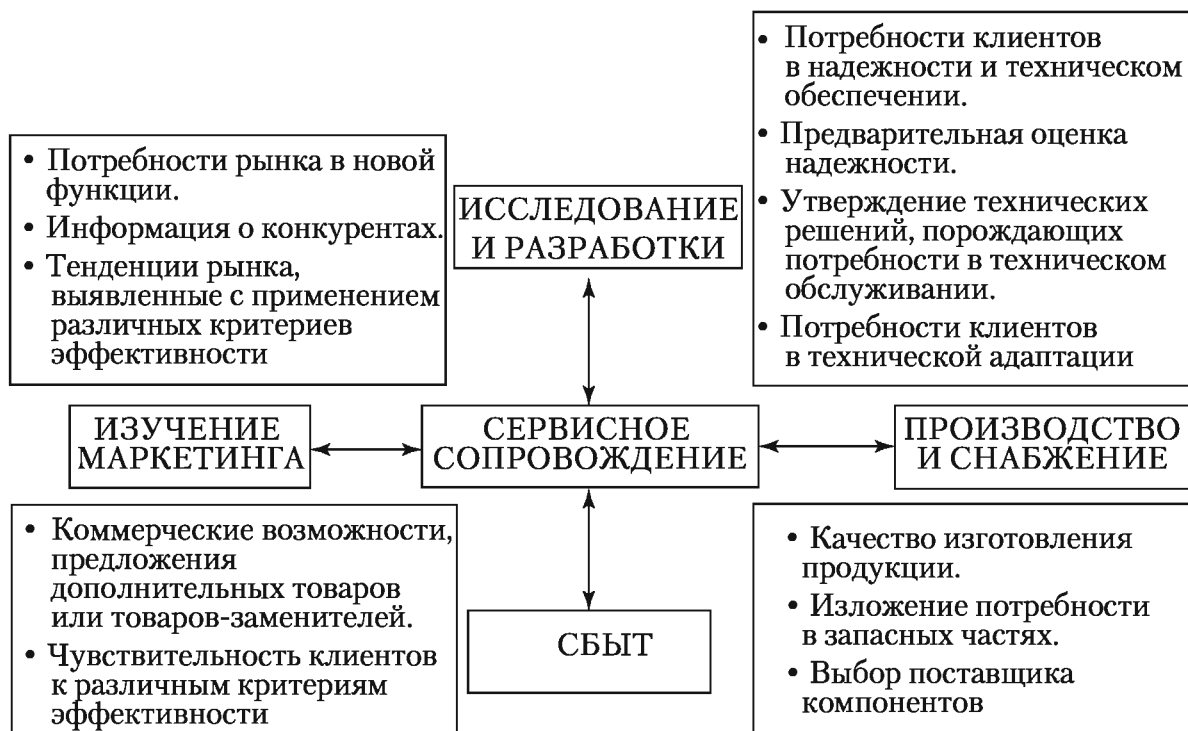 • Потребности клиентов
в надежности и техническом
обеспечении.
• Предварительная оценка
надежности.
• Утверждение технических
решений, порождающих
потребности в техническом
обслуживании.
• Потребности клиентов
в технической адаптации
• Потребности рынка в новой
функции.
• Информация о конкурентах.
• Тенденции рынка,
выявленные с применением
различных критериев
эффективности
ИССЛЕДОВАНИЕ
И РАЗРАБОТКИ
ИЗУЧЕНИЕ
МАРКЕТИНГА
СЕРВИСНОЕ
СОПРОВОЖДЕНИЕ
ПРОИЗВОДСТВО
И СНАБЖЕНИЕ
• Коммерческие возможности,
предложения
дополнительных товаров
или товаров-заменителей.
• Чувствительность клиентов
к различным критериям
эффективности
СБЫТ
• Качество изготовления
продукции.
• Изложение потребности
в запасных частях.
• Выбор поставщика
компонентов